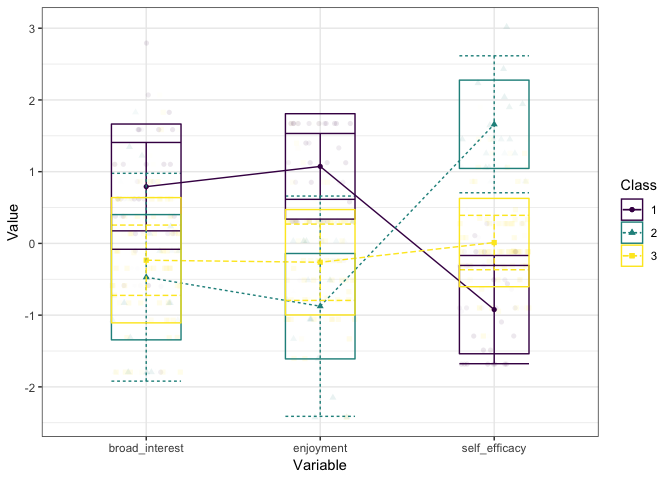 3
2
1
0
-1
-2
Value
broad_interest
enjoyment
self_efficacy
Variable
Class
1
2
3